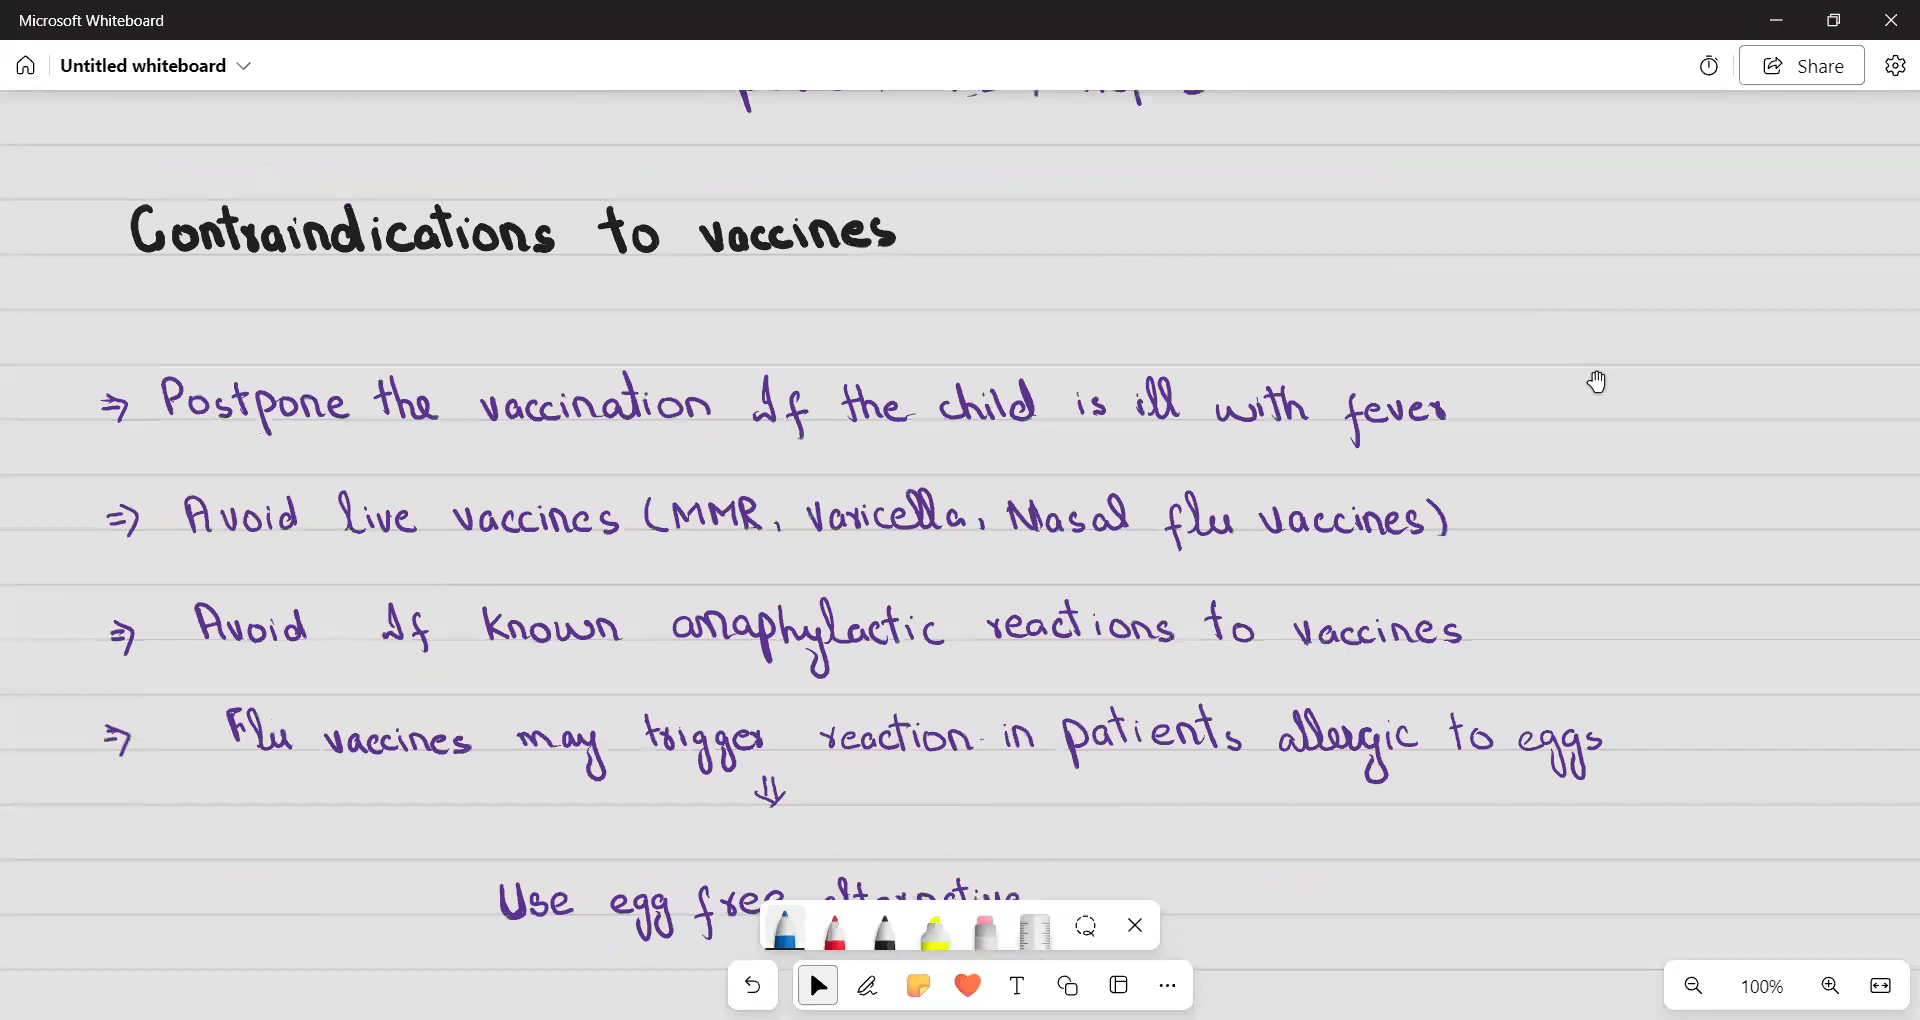 Microsoft Whiteboard
Untitled whiteboard
Share
Contraindications to vaccines
⇒ Postpone the vaccination If the child is ill with fever
⇒ Avoid live vaccines (MMR, Varicella, Nasal flu vaccines)
⇒ Avoid If known anaphylactic reactions to vaccines
⇒ Flu vaccines may trigger reaction in patients allergic to eggs
⇓
Use egg free alternative
100%